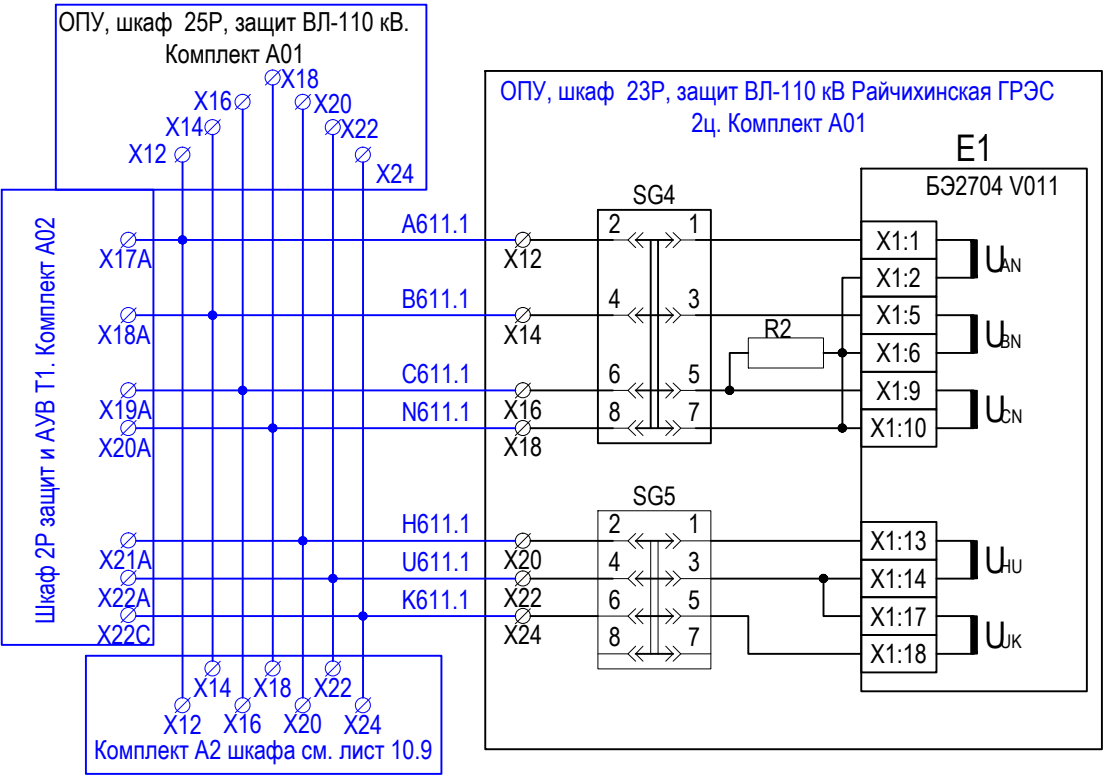 ОПУ, шкаф 25Р, защит ВЛ-110 кВ.
Комплект А01
X18
X16
X20
X14
X22
X12
X24
ОПУ, шкаф 23Р, защит ВЛ-110 кВ Райчихинская ГРЭС
2ц. Комплект А01
E1
БЭ2704 V011
Шкаф 2Р защит и АУВ Т1. Комплект А02
SG4
A611.1
2 1
X1:1
X17A
X12
UAN
X1:2
B611.1
4 3
X1:5
X18A
X14
R2
UBN
X1:6
C611.1
6 5
X1:9
X19A
X16
UCN
N611.1
8 7
X1:10
X20A
X18
SG5
H611.1
2 1
X1:13
X21A
X20
UHU
U611.1
4 3
X1:14
X22A
X22
K611.1
6 5
X1:17
X22C
X24
UUK
8 7
X1:18
X14 X18 X22
X12 X16 X20 X24
Комплект А2 шкафа см. лист 10.9